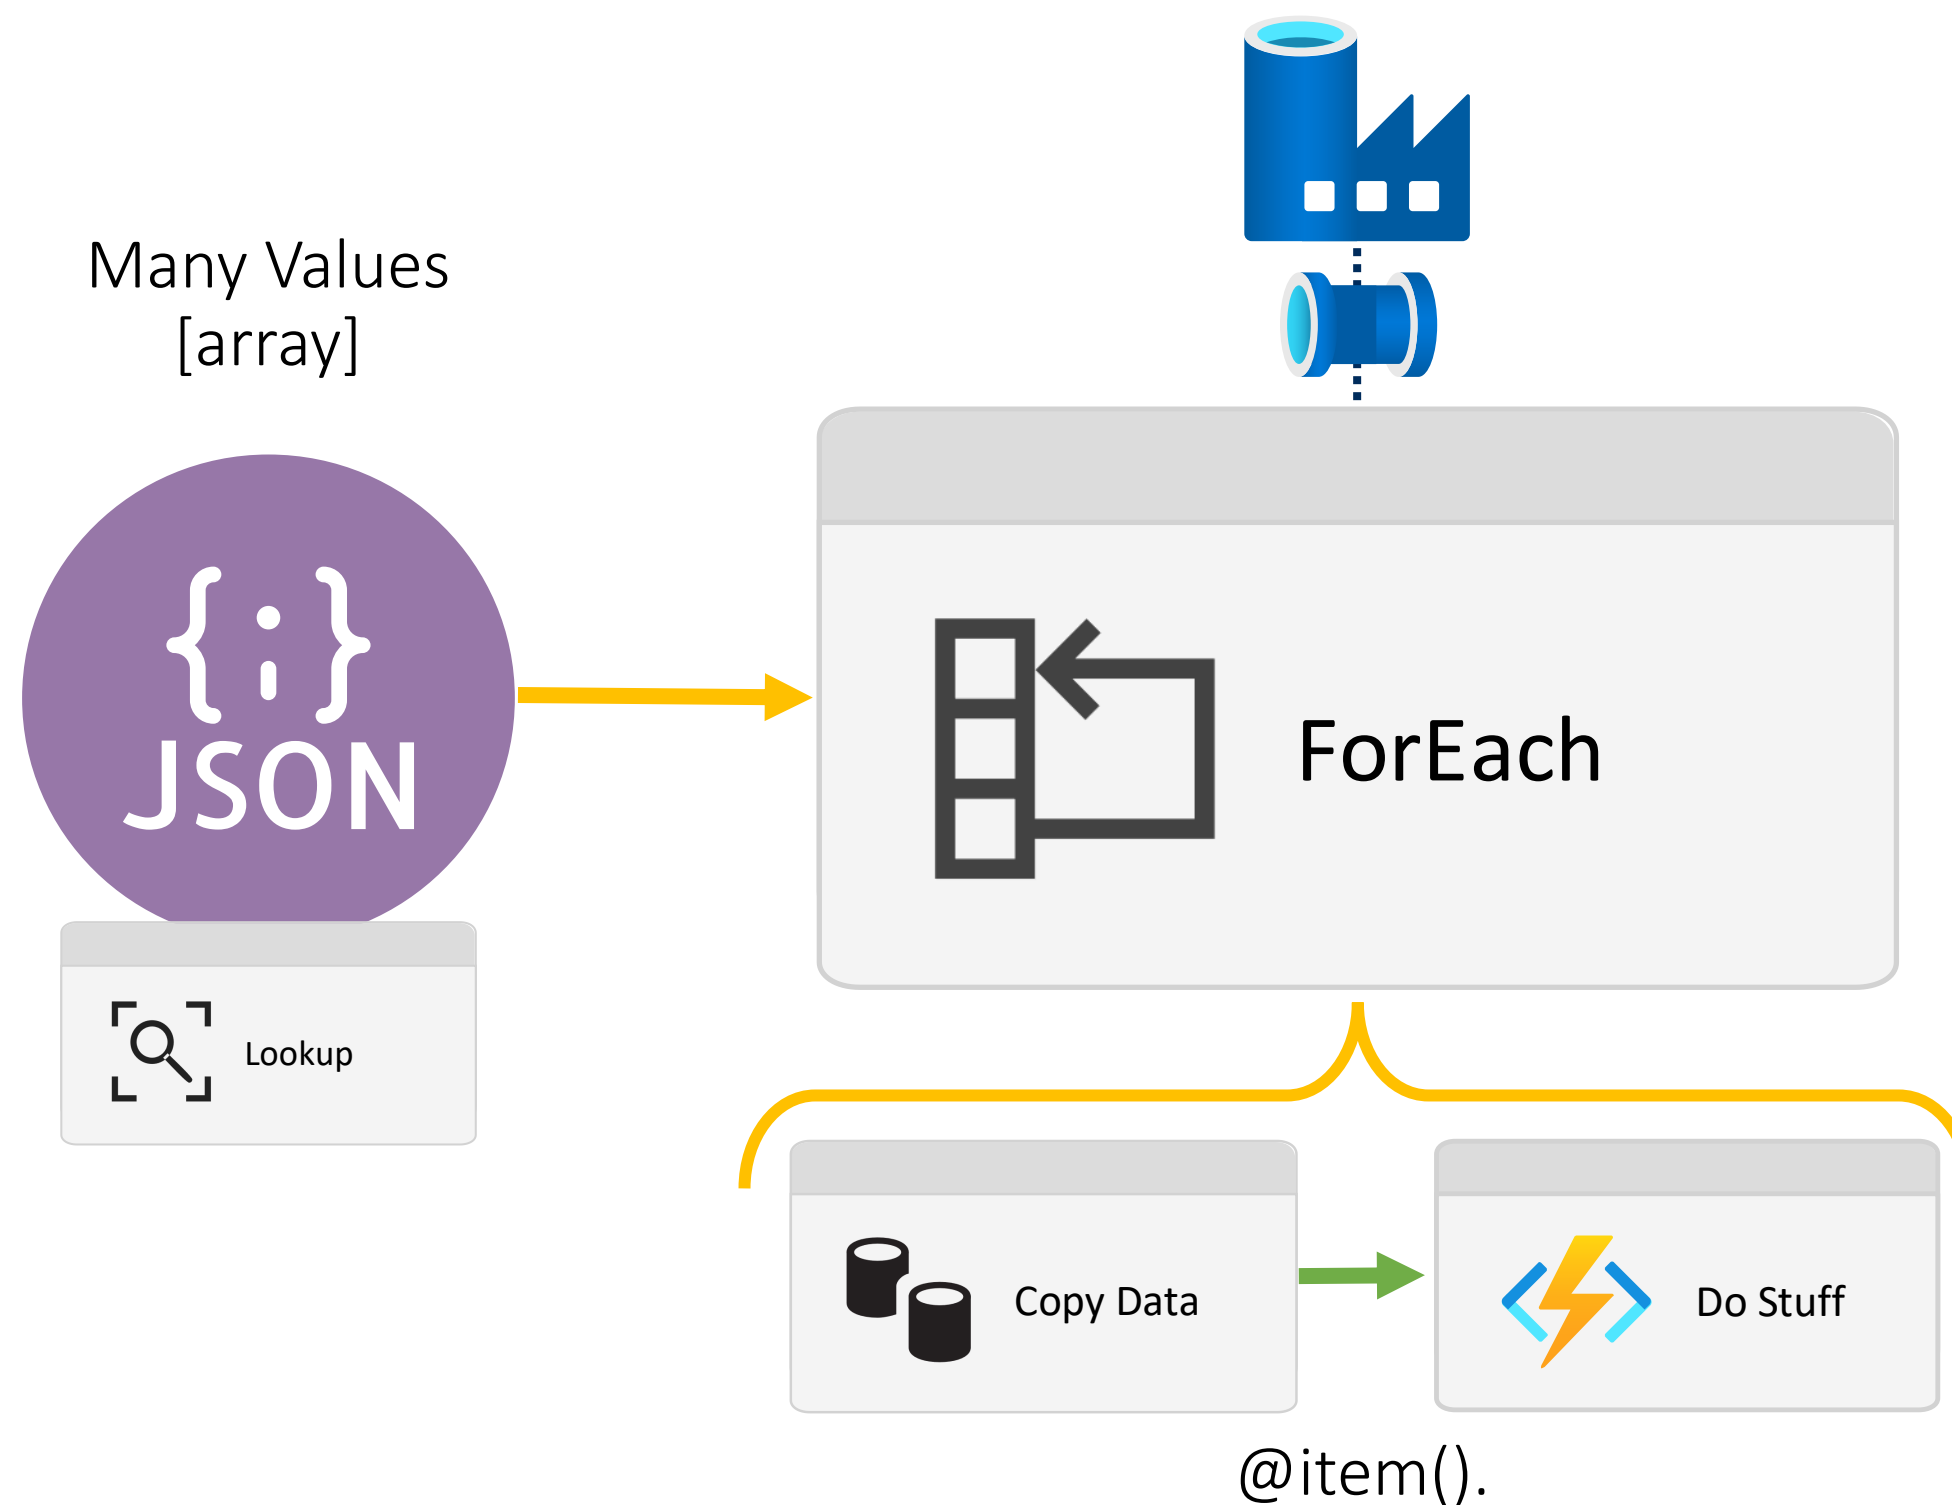 Many Values
[array]
{;}
JSON
Lookup
ForEach
Copy Data
Do Stuff
@item().